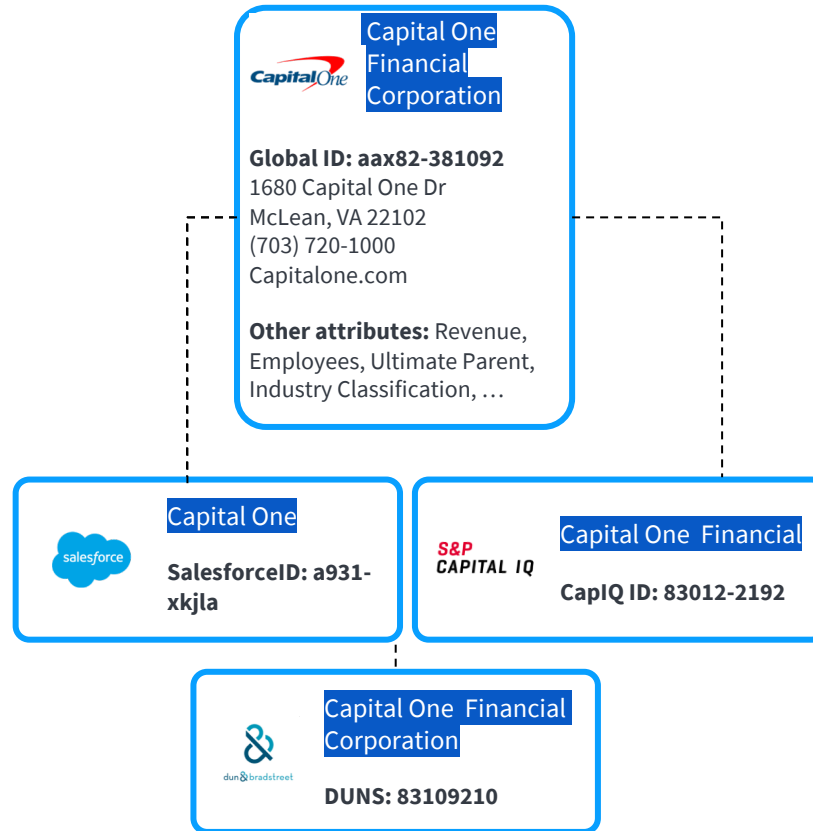 CapitalOne
Capital One
Financial
Corporation
Global ID: aax82-381092
1680 Capital One Dr
McLean, VA 22102
(703) 720-1000
Capitalone.com
Other attributes: Revenue,
Employees, Ultimate Parent,
Industry Classification, …
salesforce
Capital One
SalesforceID: a931-
xkjla
S&P
CAPITAL IQ
Capital One  Financial
CapIQ ID: 83012-2192
&
dun&bradstreet
Capital One  Financial
Corporation
DUNS: 83109210